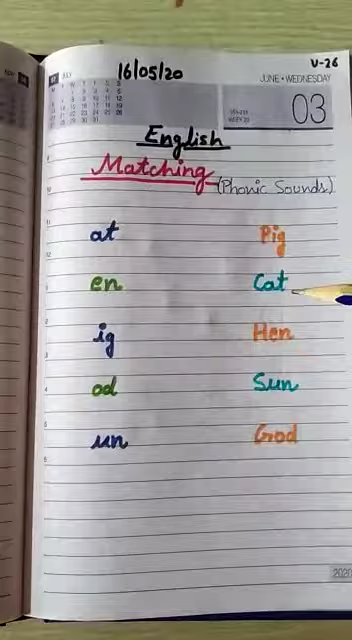 V-26
JULY 16/05/20 JUNE • WEDNESDAY
03
English
Matching (Phonic Sounds)
at Pig
en Cat
ig Hen
od Sun
un God
2020